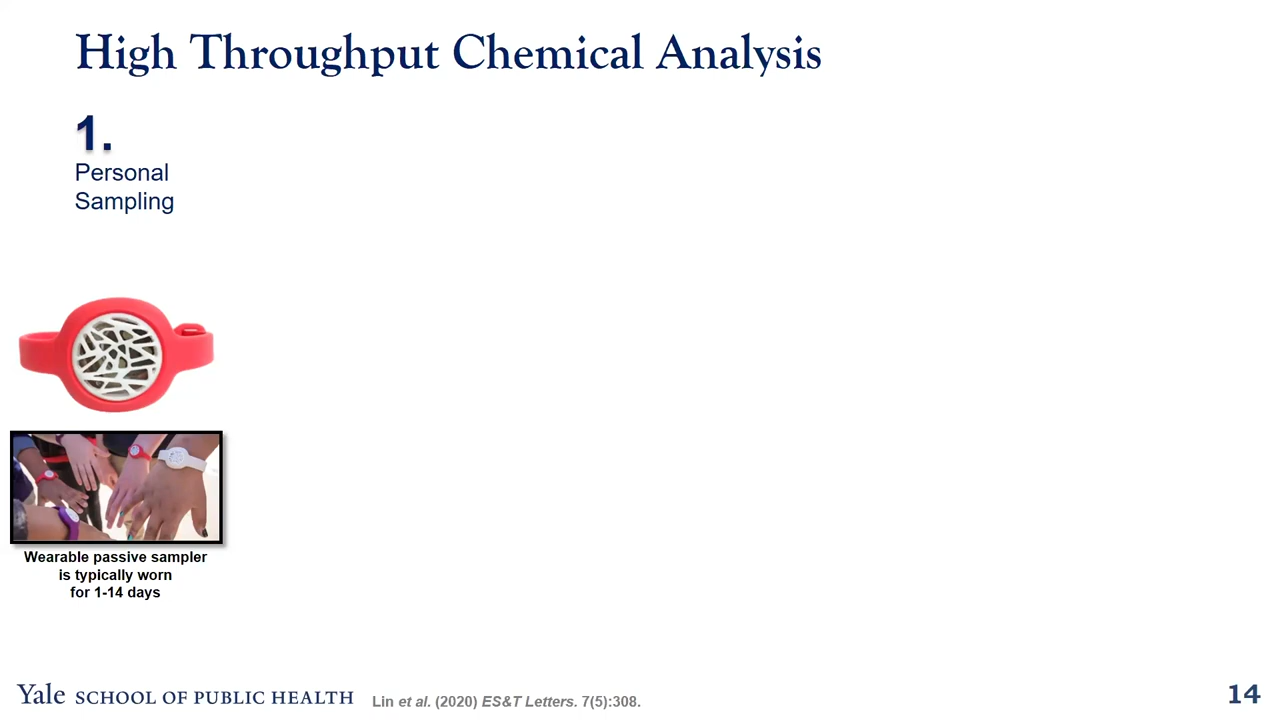 High Throughput Chemical Analysis
1.
Personal
Sampling
Wearable passive sampler
is typically worn
for 1-14 days
Yale SCHOOL OF PUBLIC HEALTH
Lin et al. (2020) ES&T Letters. 7(5):308.
14